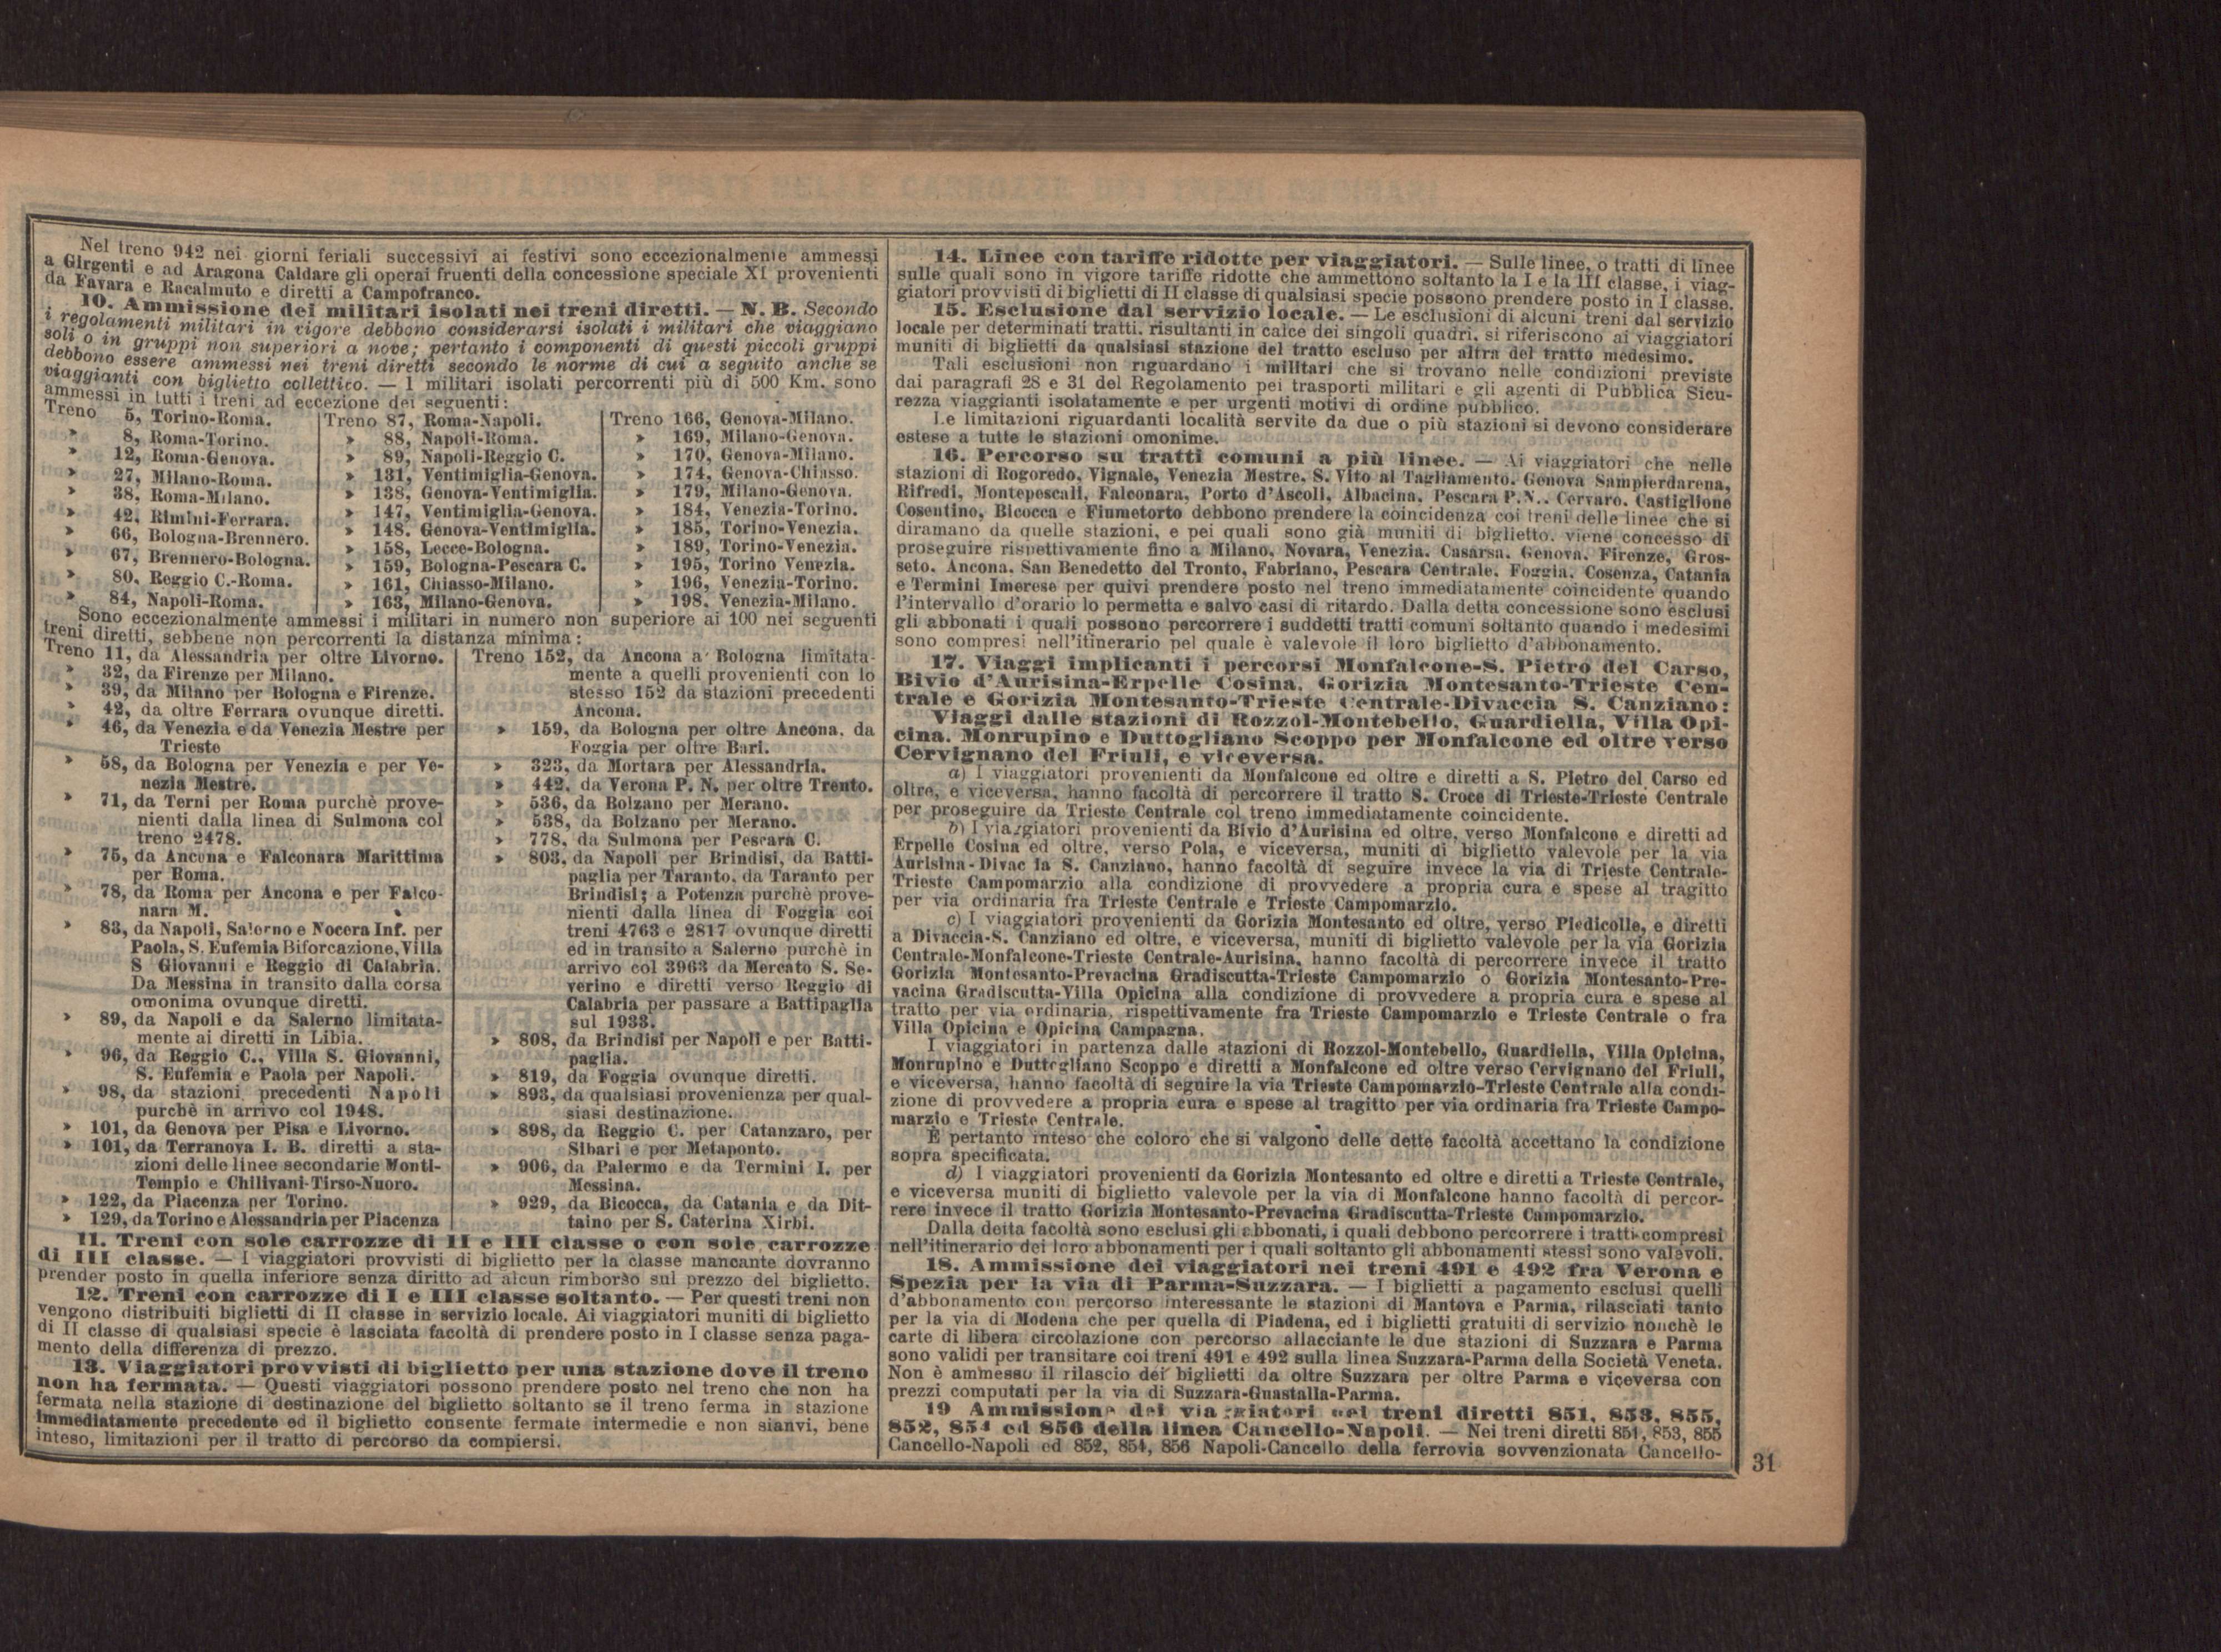 Nel treno 942 nei giorni feriali successivi ai festivi sono eccezionalmente ammessi
a Girgenti e ad Aragona Caldare gli operai fruenti della concessione speciale XI provenienti
da Favara e Racalmuto e diretti a Campofranco.
10. Ammissione dei militari isolati nei treni diretti. — N. B. Secondo
i regolamenti militari in vigore debbono considerarsi isolati i militari che viaggiano
soli o in gruppi non superiori a nove; pertanto i componenti di questi piccoli gruppi
debbono essere ammessi nei treni diretti secondo le norme di cui a seguito anche se
viaggianti con biglietto collettico. — I militari isolati percorrenti più di 500 Km. sono
ammessi in tutti i treni ad eccezione dei seguenti:
Treno 5, Torino-Roma.
» 8, Roma-Torino.
» 12, Roma-Genova.
» 27, Milano-Roma.
» 38, Roma-Milano.
» 42, Rimini-Ferrara.
» 66, Bologna-Brennero.
» 67, Brennero-Bologna.
» 80, Reggio C.-Roma.
» 84, Napoli-Roma.
Treno 87, Roma-Napoli.
» 88, Napoli-Roma.
» 89, Napoli-Reggio C.
» 131, Ventimiglia-Genova.
» 138, Genova-Ventimiglia.
» 147, Ventimiglia-Genova.
» 148. Genova-Ventimiglia.
» 158, Lecce-Bologna.
» 159, Bologna-Pescara C.
» 161, Chiasso-Milano.
» 163, Milano-Genova.
Treno 166, Genova-Milano.
» 169, Milano-Genova.
» 170, Genova-Milano.
» 174, Genova-Chiasso.
» 179, Milano-Genova.
» 184, Venezia-Torino.
» 185, Torino-Venezia.
» 189, Torino-Venezia.
» 195, Torino Venezia.
» 196, Venezia-Torino.
» 198. Venezia-Milano.
Sono eccezionalmente ammessi i militari in numero non superiore ai 100 nei seguenti
treni diretti, sebbene non percorrenti la distanza minima:
Treno 11, da Alessandria per oltre Livorno.
» 32, da Firenze per Milano.
» 39, da Milano per Bologna e Firenze.
» 42, da oltre Ferrara ovunque diretti.
» 46, da Venezia e da Venezia Mestre per
Trieste
» 58, da Bologna per Venezia e per Ve-
nezia Mestre.
» 71, da Terni per Roma purchè prove-
nienti dalla linea di Sulmona col
treno 2478.
» 75, da Ancona e Falconara Marittima
per Roma.
» 78, da Roma per Ancona e per Falco-
nara M.
» 83, da Napoli, Salerno e Nocera Inf. per
Paola, S. Eufemia Biforcazione, Villa
S Giovanni e Reggio di Calabria.
Da Messina in transito dalla corsa
omonima ovunque diretti.
» 89, da Napoli e da Salerno limitata-
mente ai diretti in Libia.
» 96, da Reggio C., Villa S. Giovanni,
S. Eufemia e Paola per Napoli.
» 98, da stazioni precedenti Napoli
purchè in arrivo col 1948.
» 101, da Genova per Pisa e Livorno.
» 101, da Terranova I. B. diretti a sta-
zioni delle linee secondarie Monti-
Tempio e Chilivani-Tirso-Nuoro.
» 122, da Piacenza per Torino.
» 129, da Torino e Alessandria per Piacenza
Treno 152, da Ancona a Bologna limitata-
mente a quelli provenienti con lo
stesso 152 da stazioni precedenti
Ancona.
» 159, da Bologna per oltre Ancona, da
Foggia per oltre Bari.
» 323, da Mortara per Alessandria.
» 442, da Verona P. N. per oltre Trento.
» 536, da Bolzano per Merano.
» 538, da Bolzano per Merano.
» 778, da Sulmona per Pescara C.
» 803, da Napoli per Brindisi, da Batti-
paglia per Taranto, da Taranto per
Brindisi; a Potenza purchè prove-
nienti dalla linea di Foggia coi
treni 4763 e 2817 ovunque diretti
ed in transito a Salerno purchè in
arrivo col 3963 da Mercato S. Se-
verino e diretti verso Reggio di
Calabria per passare a Battipaglia
sul 1933.
» 808, da Brindisi per Napoli e per Batti-
paglia.
» 819, da Foggia ovunque diretti.
» 893, da qualsiasi provenienza per qual-
siasi destinazione.
» 898, da Reggio C. per Catanzaro, per
Sibari e per Metaponto.
» 906, da Palermo e da Termini I. per
Messina.
» 929, da Bicocca, da Catania e da Dit-
taino per S. Caterina Xirbi.
11. Treni con sole carrozze di II e III classe o con sole carrozze
di III classe. — I viaggiatori provvisti di biglietto per la classe mancante dovranno
prender posto in quella inferiore senza diritto ad alcun rimborso sul prezzo del biglietto.
12. Treni con carrozze di I e III classe soltanto. — Per questi treni non
vengono distribuiti biglietti di II classe in servizio locale. Ai viaggiatori muniti di biglietto
di II classe di qualsiasi specie è lasciata facoltà di prendere posto in I classe senza paga-
mento della differenza di prezzo.
13. Viaggiatori provvisti di biglietto per una stazione dove il treno
non ha fermata. — Questi viaggiatori possono prendere posto nel treno che non ha
fermata nella stazione di destinazione del biglietto soltanto se il treno ferma in stazione
immediatamente precedente ed il biglietto consente fermate intermedie e non sianvi, bene
inteso, limitazioni per il tratto di percorso da compiersi.
14. Linee con tariffe ridotte per viaggiatori. — Sulle linee, o tratti di linee
sulle quali sono in vigore tariffe ridotte che ammettono soltanto la I e la III classe, i viag-
giatori provvisti di biglietti di II classe di qualsiasi specie possono prendere posto in I classe.
15. Esclusione dal servizio locale. — Le esclusioni di alcuni treni dal servizio
locale per determinati tratti, risultanti in calce dei singoli quadri, si riferiscono ai viaggiatori
muniti di biglietti da qualsiasi stazione del tratto escluso per altra del tratto medesimo.
Tali esclusioni non riguardano i militari che si trovano nelle condizioni previste
dai paragrafi 28 e 31 del Regolamento pei trasporti militari e gli agenti di Pubblica Sicu-
rezza viaggianti isolatamente e per urgenti motivi di ordine pubblico.
Le limitazioni riguardanti località servite da due o più stazioni si devono considerare
estese a tutte le stazioni omonime.
16. Percorso su tratti comuni a più linee. — Ai viaggiatori che nelle
stazioni di Rogoredo, Vignale, Venezia Mestre, S. Vito al Tagliamento, Genova Sampierdarena,
Rifredi, Montepescali, Falconara, Porto d'Ascoli, Albacina, Pescara P.N., Cervaro, Castiglione
Cosentino, Bicocca e Fiumetorto debbono prendere la coincidenza coi treni delle linee che si
diramano da quelle stazioni, e pei quali sono già muniti di biglietto, viene concesso di
proseguire rispettivamente fino a Milano, Novara, Venezia, Casarsa, Genova, Firenze, Gros-
seto, Ancona, San Benedetto del Tronto, Fabriano, Pescara Centrale, Foggia, Cosenza, Catania
e Termini Imerese per quivi prendere posto nel treno immediatamente coincidente quando
l'intervallo d'orario lo permetta e salvo casi di ritardo. Dalla detta concessione sono esclusi
gli abbonati i quali possono percorrere i suddetti tratti comuni soltanto quando i medesimi
sono compresi nell'itinerario pel quale è valevole il loro biglietto d'abbonamento.
17. Viaggi implicanti i percorsi Monfalcone-S. Pietro del Carso,
Bivio d'Aurisina-Erpelle Cosina, Gorizia Montesanto-Trieste Cen-
trale e Gorizia Montesanto-Trieste Centrale-Divaccia S. Canziano:
Viaggi dalle stazioni di Rozzol-Montebello, Guardiella, Villa Opi-
cina, Monrupino e Duttogliano Scoppo per Monfalcone ed oltre verso
Cervignano del Friuli, e viceversa.
a) I viaggiatori provenienti da Monfalcone ed oltre e diretti a S. Pietro del Carso ed
oltre, e viceversa, hanno facoltà di percorrere il tratto S. Croce di Trieste-Trieste Centrale
per proseguire da Trieste Centrale col treno immediatamente coincidente.
b) I viaggiatori provenienti da Bivio d'Aurisina ed oltre, verso Monfalcone e diretti ad
Erpelle Cosina ed oltre, verso Pola, e viceversa, muniti di biglietto valevole per la via
Aurisina-Divac ia S. Canziano, hanno facoltà di seguire invece la via di Trieste Centrale-
Trieste Campomarzio alla condizione di provvedere a propria cura e spese al tragitto
per via ordinaria fra Trieste Centrale e Trieste Campomarzio.
c) I viaggiatori provenienti da Gorizia Montesanto ed oltre, verso Piedicolle, e diretti
a Divaccia-S. Canziano ed oltre, e viceversa, muniti di biglietto valevole per la via Gorizia
Centrale-Monfalcone-Trieste Centrale-Aurisina, hanno facoltà di percorrere invece il tratto
Gorizia Montesanto-Prevacina Gradiscutta-Trieste Campomarzio o Gorizia Montesanto-Pre-
vacina Gradiscutta-Villa Opicina alla condizione di provvedere a propria cura e spese al
tratto per via ordinaria, rispettivamente fra Trieste Campomarzio e Trieste Centrale o fra
Villa Opicina e Opicina Campagna.
I viaggiatori in partenza dalle stazioni di Rozzol-Montebello, Guardiella, Villa Opicina,
Monrupino e Duttogliano Scoppo e diretti a Monfalcone ed oltre verso Cervignano del Friuli,
e viceversa, hanno facoltà di seguire la via Trieste Campomarzio-Trieste Centrale alla condi-
zione di provvedere a propria cura e spese al tragitto per via ordinaria fra Trieste Campo-
marzio e Trieste Centrale.
È pertanto inteso che coloro che si valgono delle dette facoltà accettano la condizione
sopra specificata.
d) I viaggiatori provenienti da Gorizia Montesanto ed oltre e diretti a Trieste Centrale,
e viceversa muniti di biglietto valevole per la via di Monfalcone hanno facoltà di percor-
rere invece il tratto Gorizia Montesanto-Prevacina Gradiscutta-Trieste Campomarzio.
Dalla detta facoltà sono esclusi gli abbonati, i quali debbono percorrere i tratti compresi
nell'itinerario dei loro abbonamenti per i quali soltanto gli abbonamenti stessi sono valevoli.
18. Ammissione dei viaggiatori nei treni 491 e 492 fra Verona e
Spezia per la via di Parma-Suzzara. — I biglietti a pagamento esclusi quelli
d'abbonamento con percorso interessante le stazioni di Mantova e Parma, rilasciati tanto
per la via di Modena che per quella di Piadena, ed i biglietti gratuiti di servizio nonchè le
carte di libera circolazione con percorso allacciante le due stazioni di Suzzara e Parma
sono validi per transitare coi treni 491 e 492 sulla linea Suzzara-Parma della Società Veneta.
Non è ammesso il rilascio dei biglietti da oltre Suzzara per oltre Parma e viceversa con
prezzi computati per la via di Suzzara-Guastalla-Parma.
19 Ammissione dei viaggiatori nei treni diretti 851, 853, 855,
852, 854 ed 856 della linea Cancello-Napoli. — Nei treni diretti 851, 853, 855
Cancello-Napoli ed 852, 854, 856 Napoli-Cancello della ferrovia sovvenzionata Cancello-
31